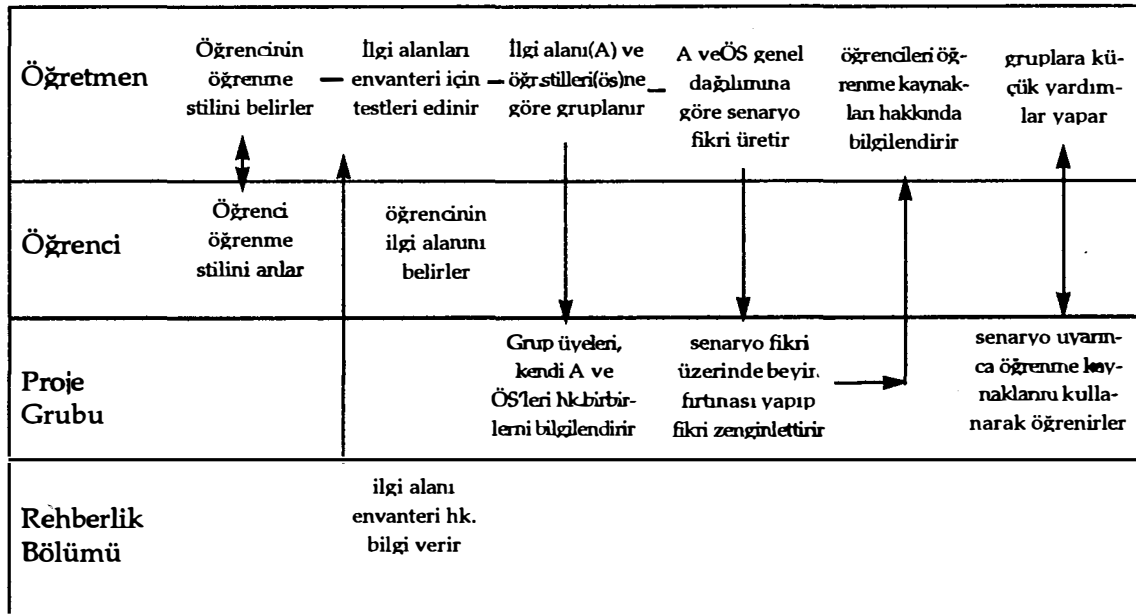 Öğretmen
Öğrencinin
öğrenme
stilini belirler
İlgi alanları
envanteri için
testleri edinir
İlgi alanı(A) ve
öğr.stilleri(ös)ne
göre gruplanır
A veÖS genel
dağılımına
göre senaryo
fikri üretir
öğrencileri öğ-
renme kaynak-
ları hakkında
bilgilendirir
gruplara kü-
çük yardım-
lar yapar
Öğrenci
Öğrenci
öğrenme
stilini anlar
öğrencinin
ilgi alanını
belirler
Proje
Grubu
Grup üyeleri,
kendi A ve
ÖS'leri hk.birbir-
lerni bilgilendirir
senaryo fikri
üzerinde beyin
fırtınası yapıp
fikri zenginlettirir
senaryo uyarın-
ca öğrenme kay-
naklarını kulla-
narak öğrenirler
Rehberlik
Bölümü
ilgi alanı
envanteri hk.
bilgi verir